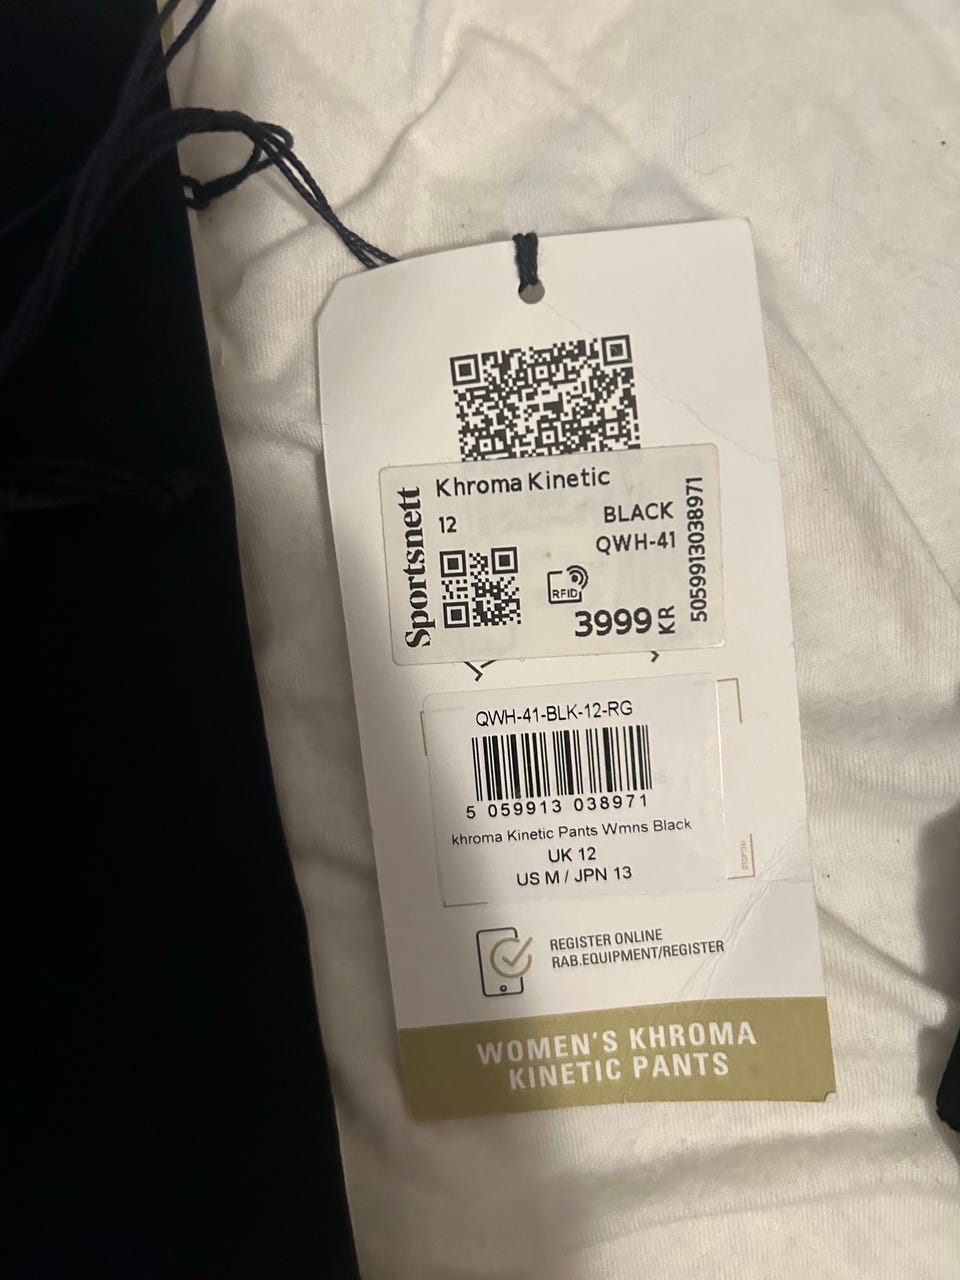 Sportsnett
Khroma Kinetic
12
BLACK
QWH-41
RFID
3999 KR
5059913038971
QWH-41-BLK-12-RG
5 059913 038971
khroma Kinetic Pants Wmns Black
UK 12
US M / JPN 13
REGISTER ONLINE
RAB.EQUIPMENT/REGISTER
WOMEN'S KHROMA
KINETIC PANTS